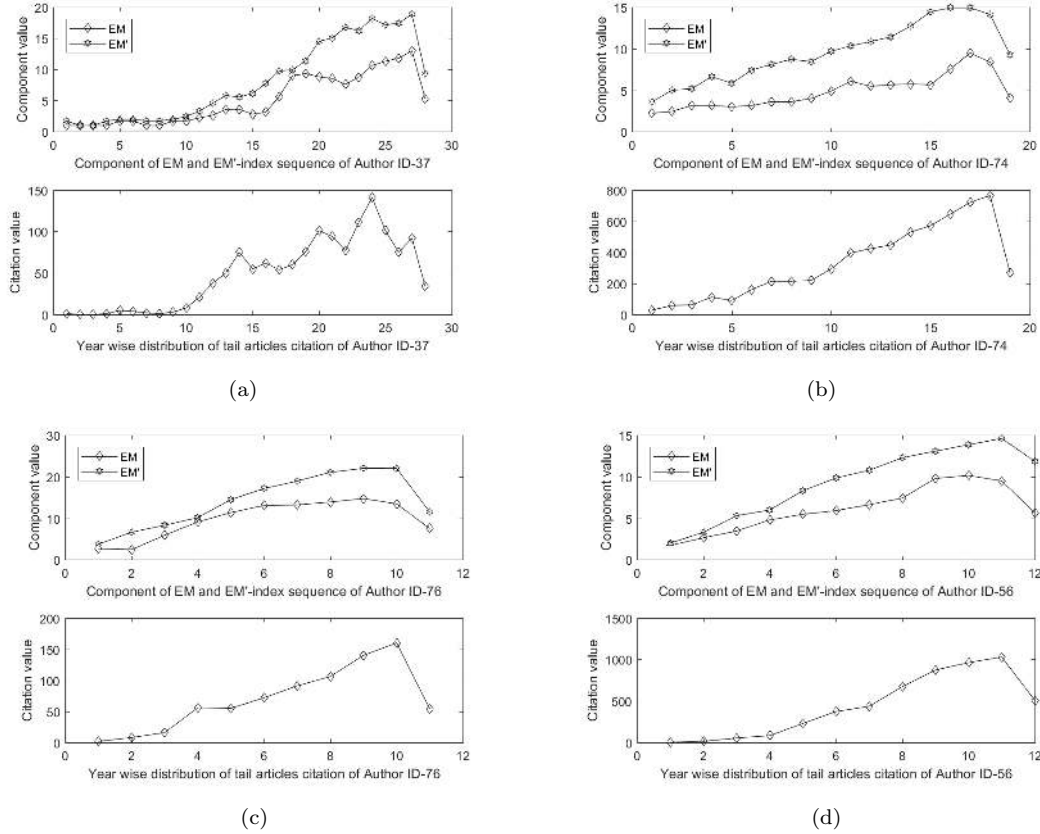 20
15
10
5
0
Component value
EM
EM'
0 5 10 15 20 25 30
Component of EM and EM'-index sequence of Author ID-37
150
100
50
0
Citation value
0 5 10 15 20 25 30
Year wise distribution of tail articles citation of Author ID-37
(a)
15
10
5
0
Component value
EM
EM'
0 5 10 15 20
Component of EM and EM'-index sequence of Author ID-74
800
600
400
200
0
Citation value
0 5 10 15 20
Year wise distribution of tail articles citation of Author ID-74
(b)
30
20
10
0
Component value
EM
EM'
0 2 4 6 8 10 12
Component of EM and EM'-index sequence of Author ID-76
200
150
100
50
0
Citation value
0 2 4 6 8 10 12
Year wise distribution of tail articles citation of Author ID-76
(c)
15
10
5
0
Component value
EM
EM'
0 2 4 6 8 10 12
Component of EM and EM'-index sequence of Author ID-56
1500
1000
500
0
Citation value
0 2 4 6 8 10 12
Year wise distribution of tail articles citation of Author ID-56
(d)